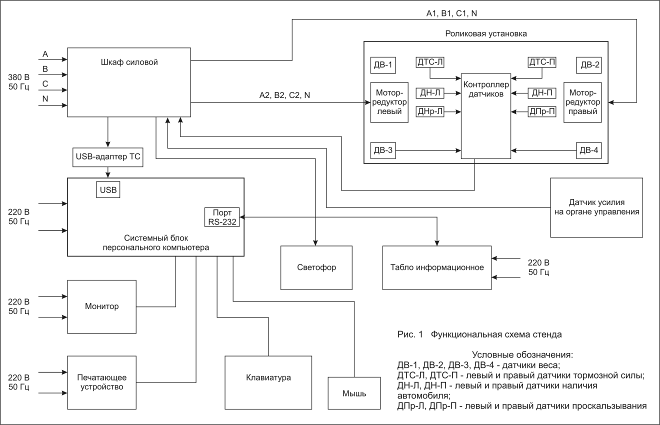 A1, B1, C1, N
Роликовая установка
A
B
C
N
380 В
50 Гц
Шкаф силовой
A2, B2, C2, N
ДВ-1
ДТС-Л
ДТС-П
ДВ-2
Мотор-
редуктор
левый
ДН-Л
ДНр-Л
Контроллер
датчиков
ДН-П
ДПр-П
Мотор-
редуктор
правый
ДВ-3
ДВ-4
USB-адаптер ТС
USB
220 В
50 Гц
Порт
RS-232
Системный блок
персонального компьютера
Датчик усилия
на органе управления
Светофор
Табло информационное
220 В
50 Гц
220 В
50 Гц
Монитор
220 В
50 Гц
Печатающее
устройство
Клавиатура
Мышь
Рис. 1 Функциональная схема стенда
Условные обозначения:
ДВ-1, ДВ-2, ДВ-3, ДВ-4 - датчики веса;
ДТС-Л, ДТС-П - левый и правый датчики тормозной силы;
ДН-Л, ДН-П - левый и правый датчики наличия
автомобиля;
ДПр-Л, ДПр-П - левый и правый датчики проскальзывания